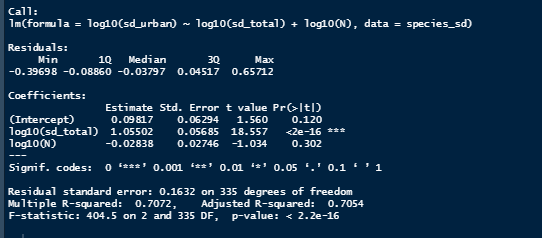 Call:
lm(formula = log10(sd_urban) ~ log10(sd_total) + log10(N), data = species_sd)
Residuals:
Min 1Q Median 3Q Max
-0.39698 -0.08860 -0.03797 0.04517 0.65712
Coefficients:
Estimate Std. Error t value Pr(>|t|)
(Intercept) 0.09817 0.06294 1.560 0.120
log10(sd_total) 1.05502 0.05685 18.557 <2e-16 ***
log10(N) -0.02838 0.02746 -1.034 0.302
---
Signif. codes: 0 ‘***’ 0.001 ‘**’ 0.01 ‘*’ 0.05 ‘.’ 0.1 ‘ ’ 1
Residual standard error: 0.1632 on 335 degrees of freedom
Multiple R-squared: 0.7072, Adjusted R-squared: 0.7054
F-statistic: 404.5 on 2 and 335 DF, p-value: < 2.2e-16